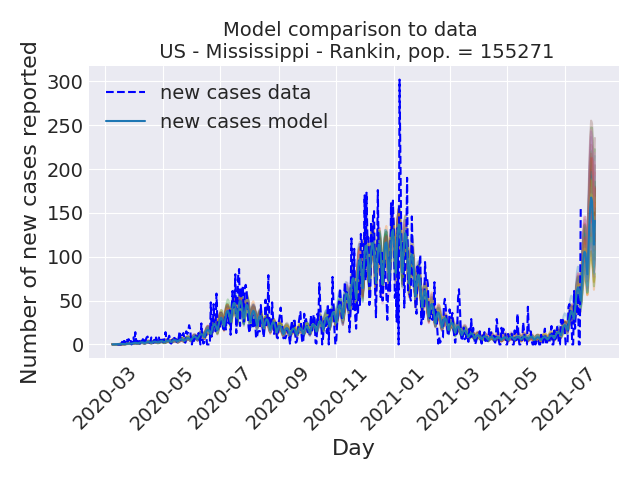 Model comparison to data
US - Mississippi - Rankin, pop. = 155271
Number of new cases reported
300
250
200
150
100
50
0
new cases data
new cases model
2020-03
2020-05
2020-07
2020-09
2020-11
2021-01
2021-03
2021-05
2021-07
Day